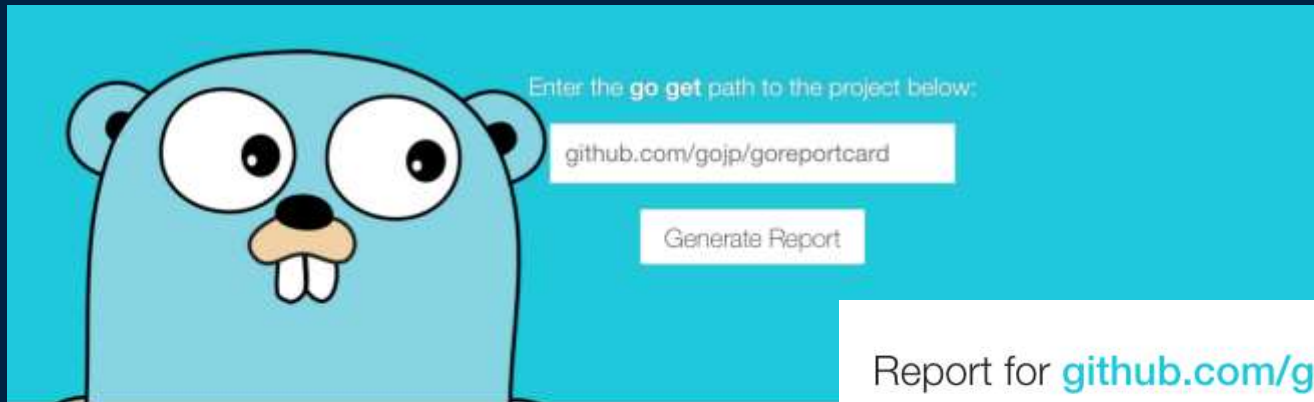 Enter the go get path to the project below:
github.com/gojp/goreportcard
Generate Report
Report for github.com/g